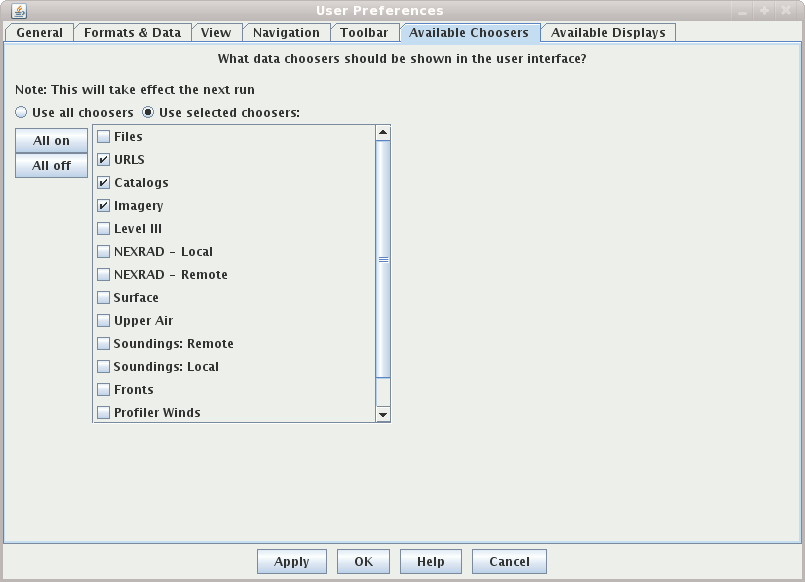 User Preferences
General Formats & Data View Navigation Toolbar Available Choosers Available Displays
What data choosers should be shown in the user interface?
Note: This will take effect the next run
Use all choosers Use selected choosers:
All on
All off
Files
URLS
Catalogs
Imagery
Level III
NEXRAD - Local
NEXRAD - Remote
Surface
Upper Air
Soundings: Remote
Soundings: Local
Fronts
Profiler Winds
Apply OK Help Cancel